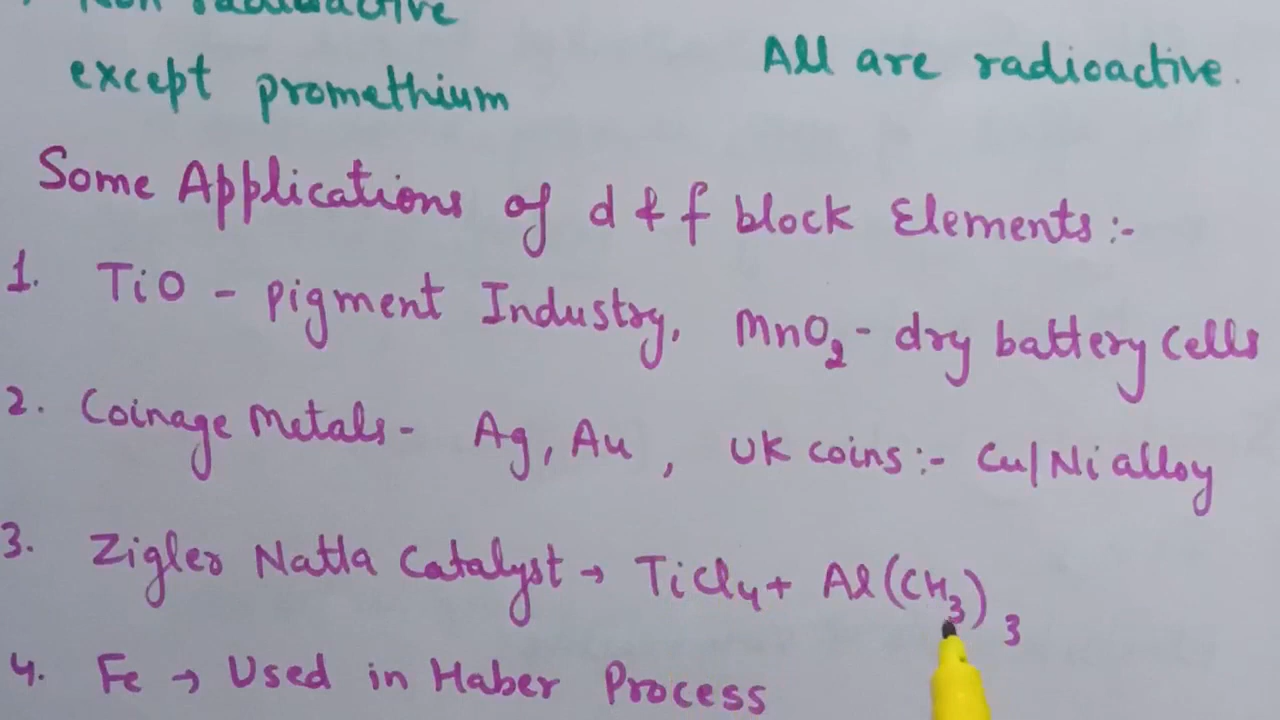 Non radioactive
except promethium
All are radioactive.
Some Applications of d & f block Elements :-
1. TiO - pigment Industry, MnO2 - dry battery cells
2. Coinage Metals - Ag, Au, UK coins :- Cu/Ni alloy
3. Zigler Natta Catalyst → TiCl4 + Al(CH3)3
4. Fe → Used in Haber Process